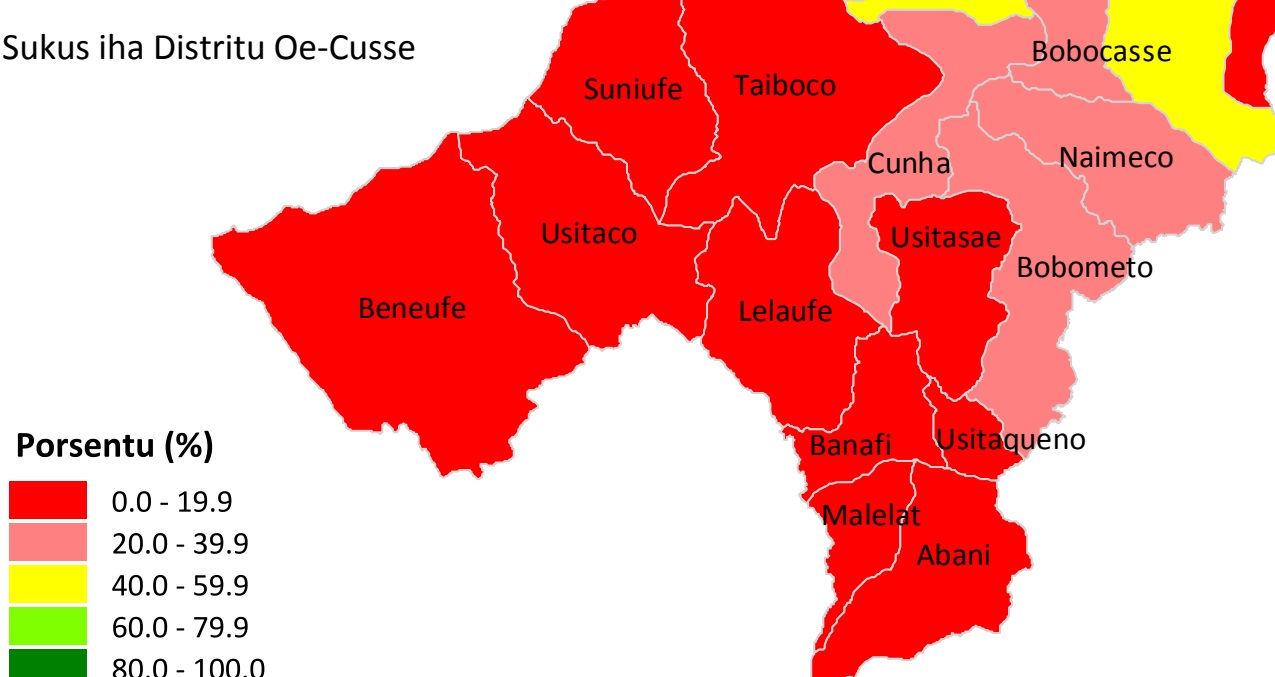 Sukus iha Distritu Oe-Cusse
Bobocasse
Suniufe
Taiboco
Naimeco
Cunha
Usitaco
Usitasae
Bobometo
Beneufe
Lelaufe
Usitaqueno
Banafi
Malelat
Abani
Porsentu (%)
0.0 - 19.9
20.0 - 39.9
40.0 - 59.9
60.0 - 79.9
80.0 - 100.0